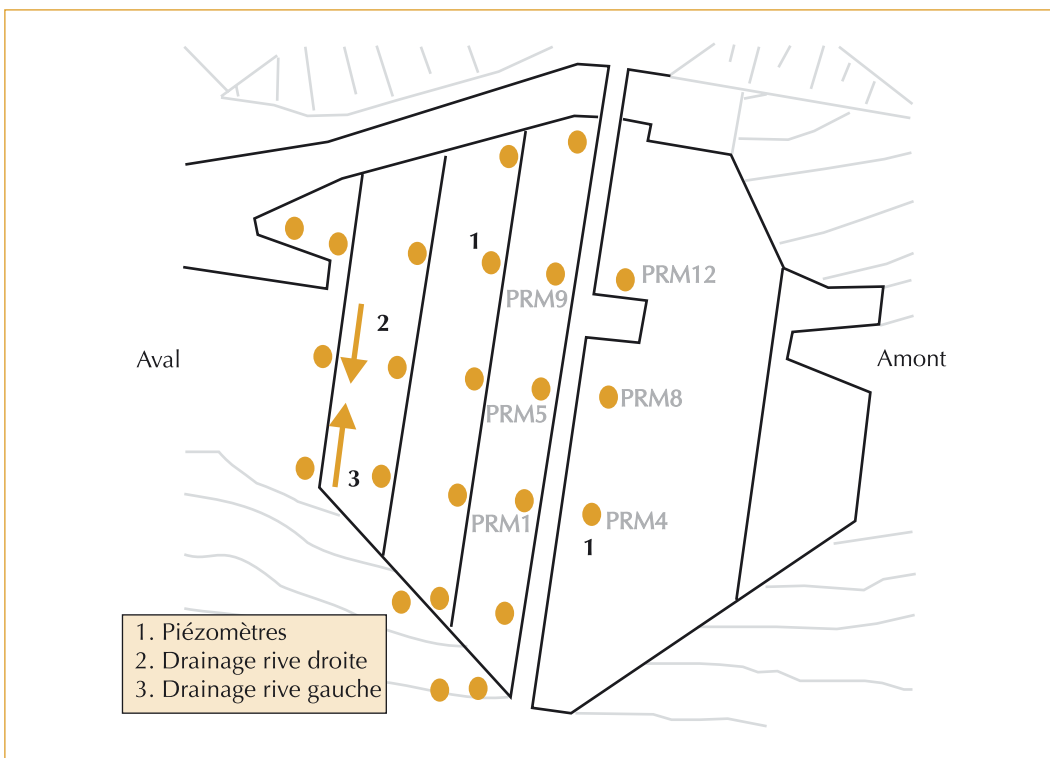 1
PRM12
PRM9
2
Aval
Amont
PRM8
PRM5
3
PRM1
PRM4
1
1. Piézomètres
2. Drainage rive droite
3. Drainage rive gauche